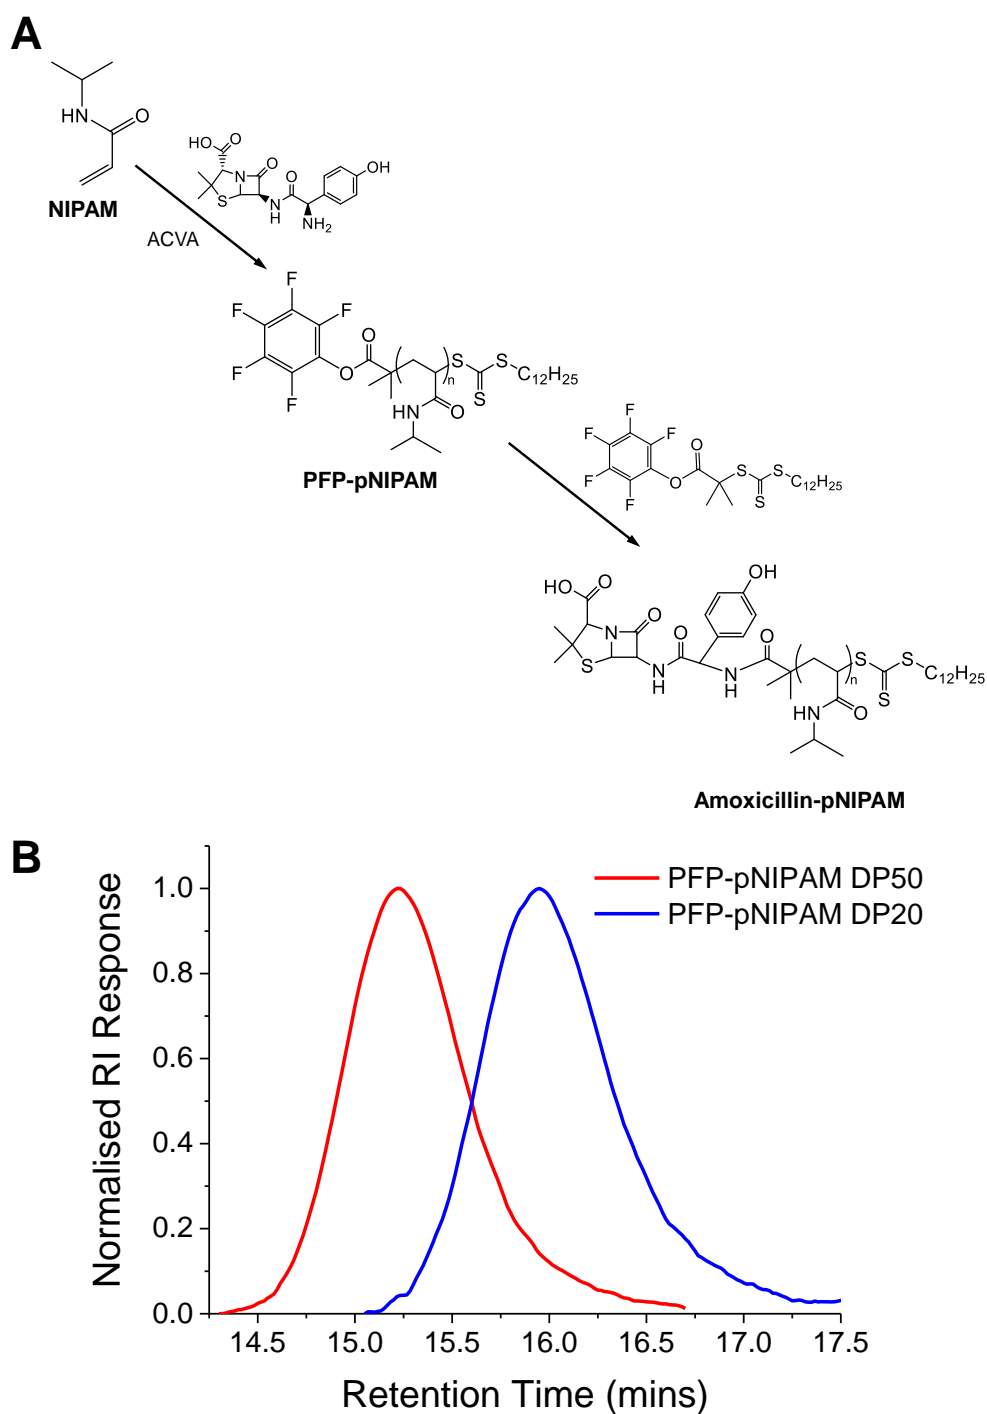 A
HN
O
NIPAM
HO
O
N
O
S
N
H
O
NH2
OH
ACVA
F
F
F
F
F
O
O
(
)
n
S
S
S
C12H25
HN
O
PFP-pNIPAM
F
F
F
F
F
O
O
S
S
S
C12H25
HO
O
N
O
S
N
H
O
OH
N
H
O
(
)
n
S
S
S
C12H25
HN
O
Amoxicillin-pNIPAM
B
PFP-pNIPAM DP50
PFP-pNIPAM DP20
Normalised RI Response
1.0
0.8
0.6
0.4
0.2
0.0
14.5 15.0 15.5 16.0 16.5 17.0 17.5
Retention Time (mins)